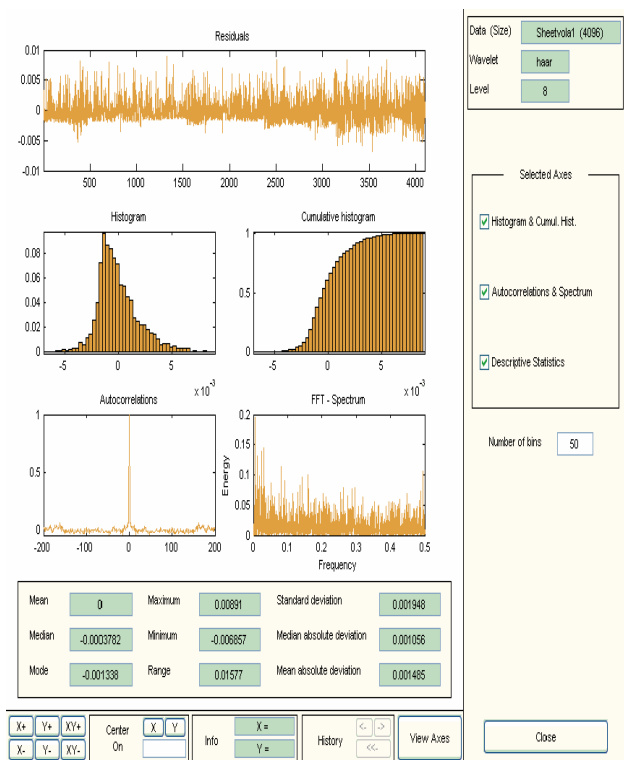 Residuals
0.01
0.005
0
-0.005
-0.01
500 1000 1500 2000 2500 3000 3500 4000
Histogram
0.08
0.06
0.04
0.02
0
-5 0 5
x 10^-3
Cumulative histogram
1
0.5
0
-5 0 5
x 10^-3
Autocorrelations
1
0.5
0
-200 -100 0 100 200
FFT - Spectrum
0.2
0.15
0.1
0.05
0
Energy
0 0.1 0.2 0.3 0.4 0.5
Frequency
Mean 0 Maximum 0.00891 Standard deviation 0.001948
Median -0.0003782 Minimum -0.006857 Median absolute deviation 0.001056
Mode -0.001338 Range 0.01577 Mean absolute deviation 0.001485
X+ Y+ XY+
X- Y- XY-
Center
On
X Y
Info
X =
Y =
History
<- ->
<<-
View Axes
Data (Size) Sheetvola1 (4096)
Wavelet haar
Level 8
Selected Axes
Histogram & Cumul. Hist.
Autocorrelations & Spectrum
Descriptive Statistics
Number of bins 50
Close